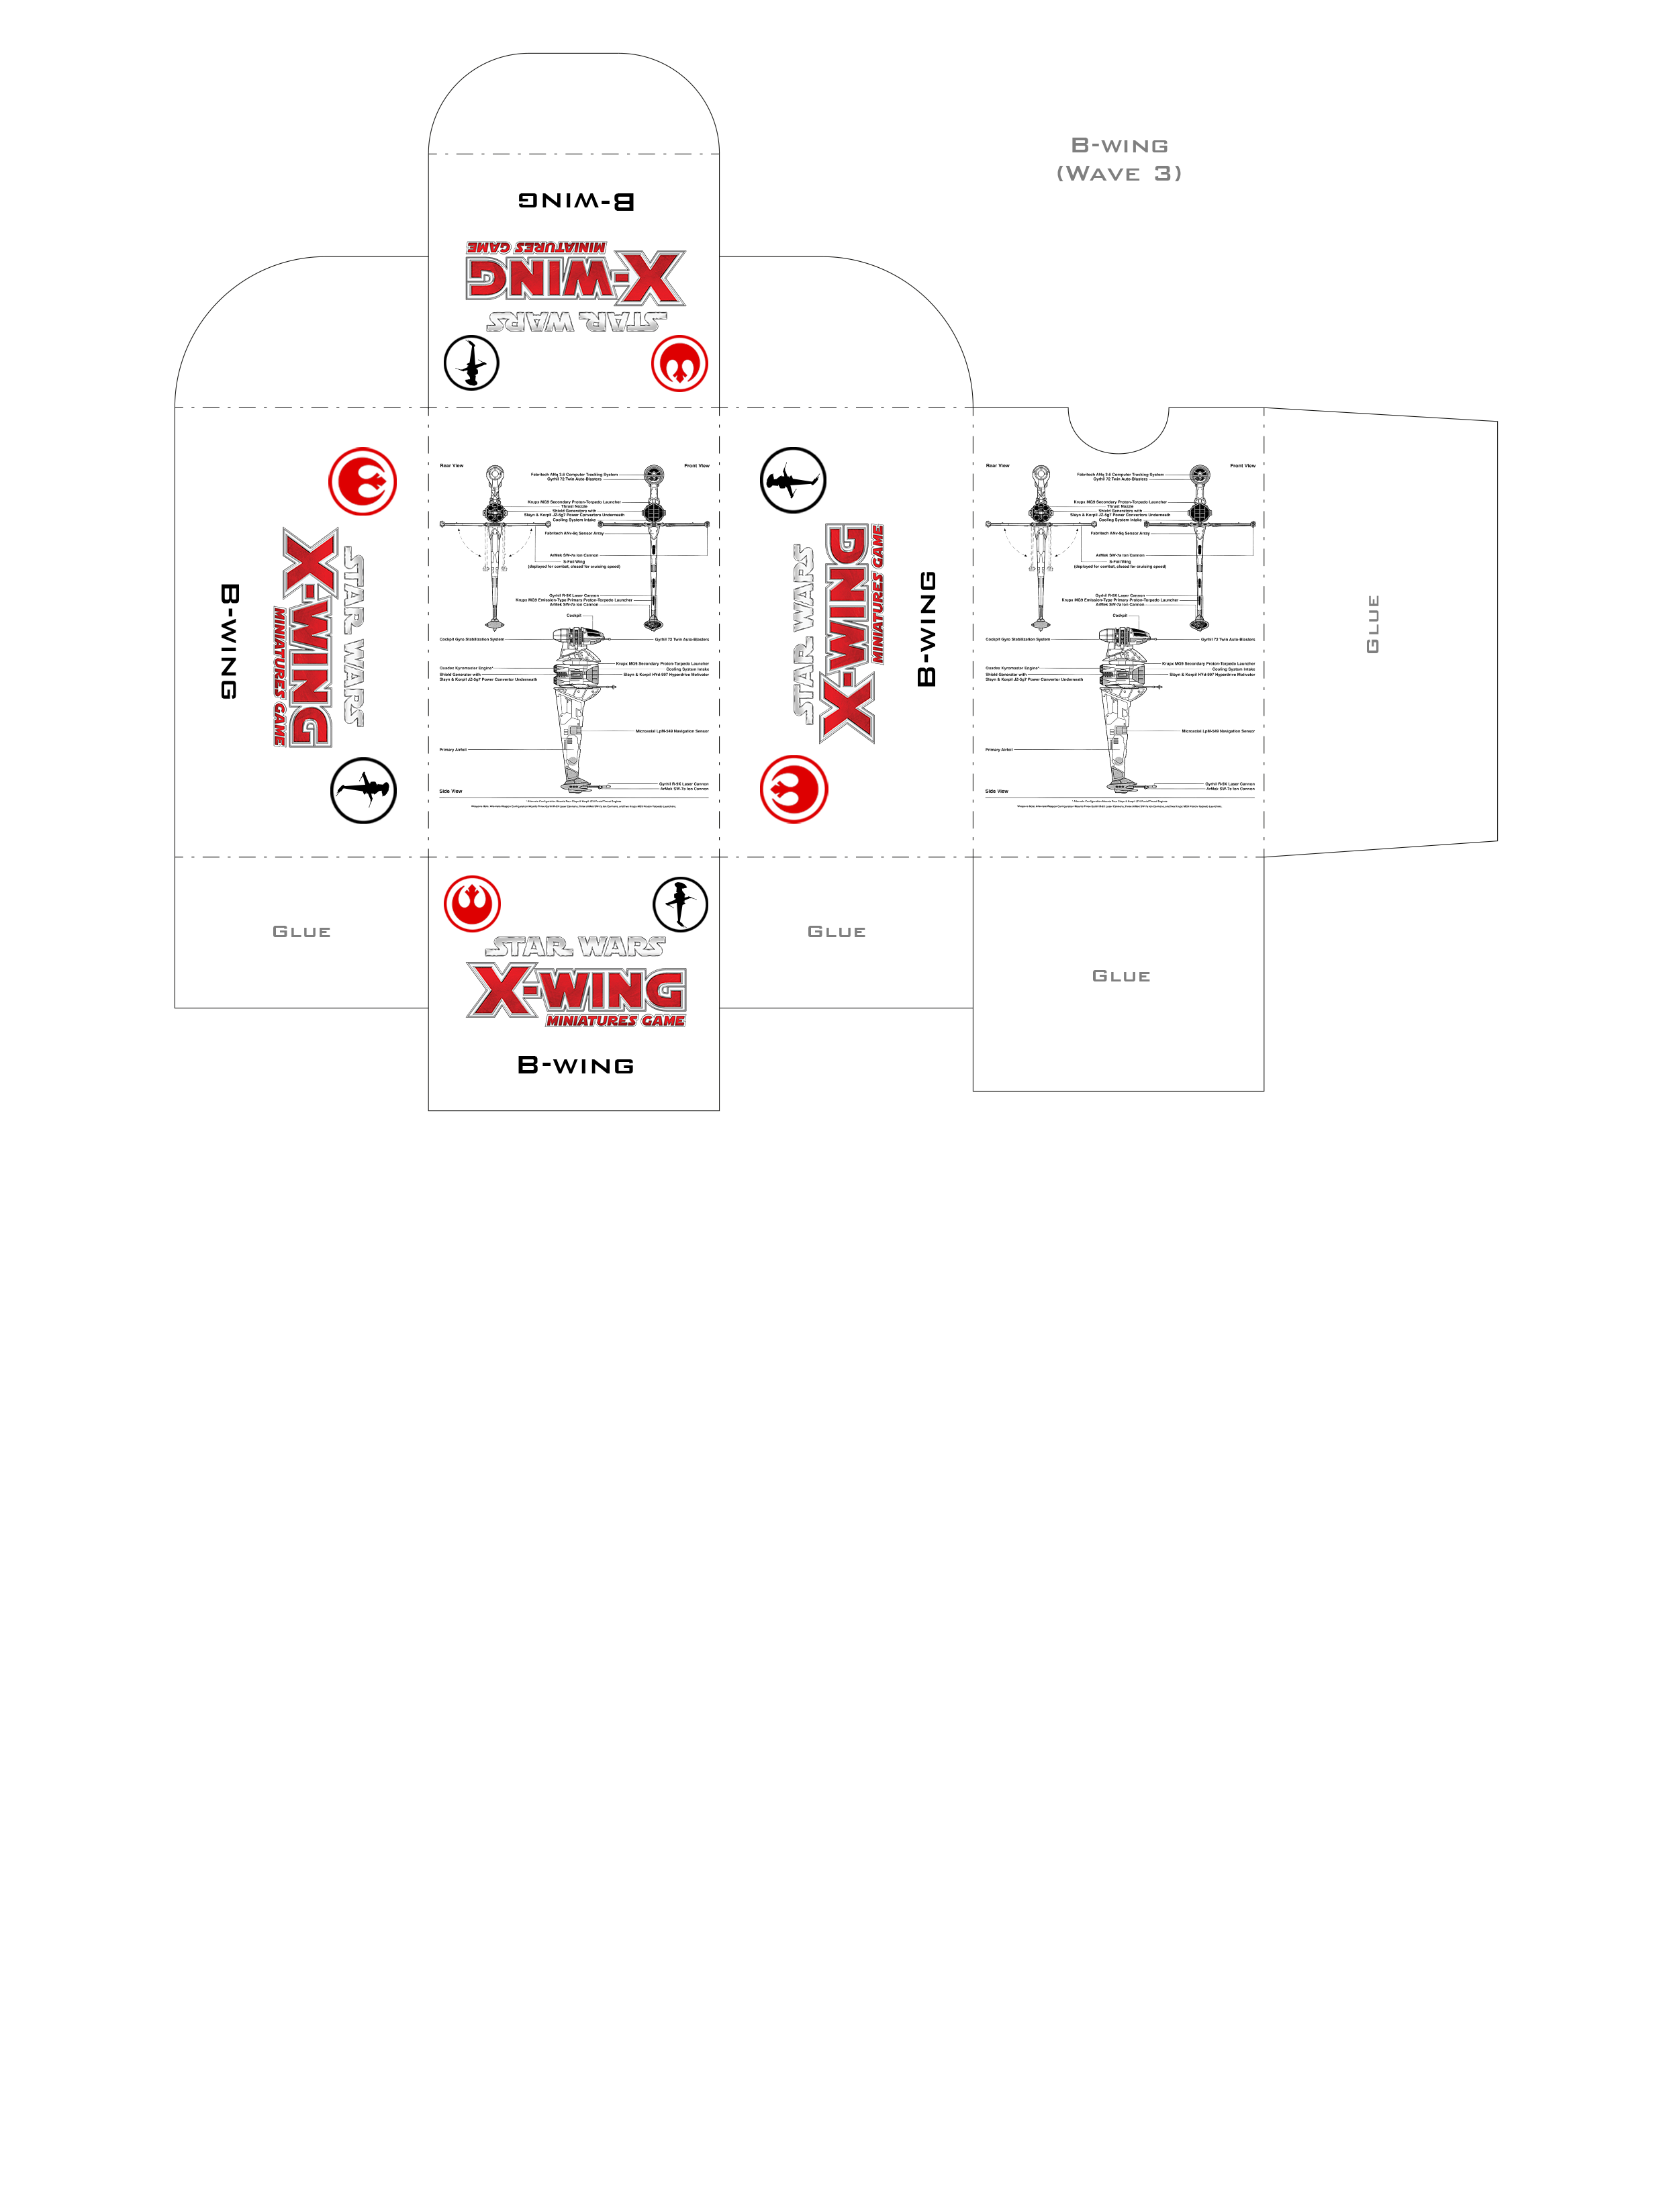 B-wing
(Wave 3)
B-wing
STAR WARS
X-WING
MINIATURES GAME
B-wing
STAR WARS
X-WING
MINIATURES GAME
Rear View
Front View
Fabritech ANq 3.6 Computer Tracking System
Gyrhil 72 Twin Auto-Blasters
Krupx MG9 Secondary Proton-Torpedo Launcher
Thrust Nozzle
Shield Generators with
Slayn & Korpil JZ-5g7 Power Convertors Underneath
Cooling System Intake
Fabritech ANv-9q Sensor Array
ArMek SW-7a Ion Cannon
S-Foil Wing
(deployed for combat, closed for cruising speed)
Gyrhil R-9X Laser Cannon
Krupx MG9 Emission-Type Primary Proton-Torpedo Launcher
ArMek SW-7a Ion Cannon
Cockpit
Cockpit Gyro Stabilization System
Gyrhil 72 Twin Auto-Blasters
Krupx MG9 Secondary Proton-Torpedo Launcher
Quadex Kyromaster Engine*
Cooling System Intake
Shield Generator with
Slayn & Korpil HYd-997 Hyperdrive Motivator
Slayn & Korpil JZ-5g7 Power Convertor Underneath
Microaxial LpM-549 Navigation Sensor
Primary Airfoil
Gyrhil R-9X Laser Cannon
ArMek SW-7a Ion Cannon
Side View
STAR WARS
X-WING
MINIATURES GAME
B-wing
Rear View
Front View
Fabritech ANq 3.6 Computer Tracking System
Gyrhil 72 Twin Auto-Blasters
Krupx MG9 Secondary Proton-Torpedo Launcher
Thrust Nozzle
Shield Generators with
Slayn & Korpil JZ-5g7 Power Convertors Underneath
Cooling System Intake
Fabritech ANv-9q Sensor Array
ArMek SW-7a Ion Cannon
S-Foil Wing
(deployed for combat, closed for cruising speed)
Gyrhil R-9X Laser Cannon
Krupx MG9 Emission-Type Primary Proton-Torpedo Launcher
ArMek SW-7a Ion Cannon
Cockpit
Cockpit Gyro Stabilization System
Gyrhil 72 Twin Auto-Blasters
Krupx MG9 Secondary Proton-Torpedo Launcher
Quadex Kyromaster Engine*
Cooling System Intake
Shield Generator with
Slayn & Korpil HYd-997 Hyperdrive Motivator
Slayn & Korpil JZ-5g7 Power Convertor Underneath
Microaxial LpM-549 Navigation Sensor
Primary Airfoil
Gyrhil R-9X Laser Cannon
ArMek SW-7a Ion Cannon
Side View
Glue
Glue
STAR WARS
X-WING
MINIATURES GAME
B-wing
Glue
Glue